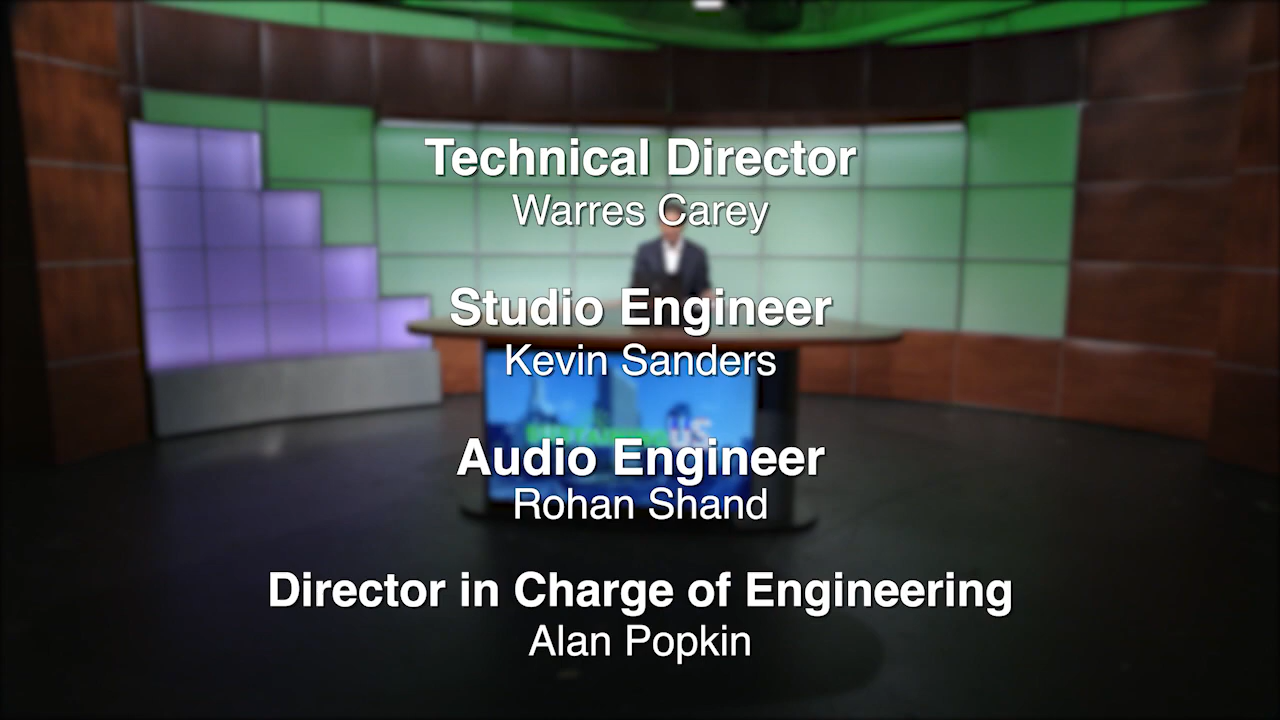 Technical Director
Warres Carey
Studio Engineer
Kevin Sanders
Audio Engineer
Rohan Shand
Director in Charge of Engineering
Alan Popkin
US